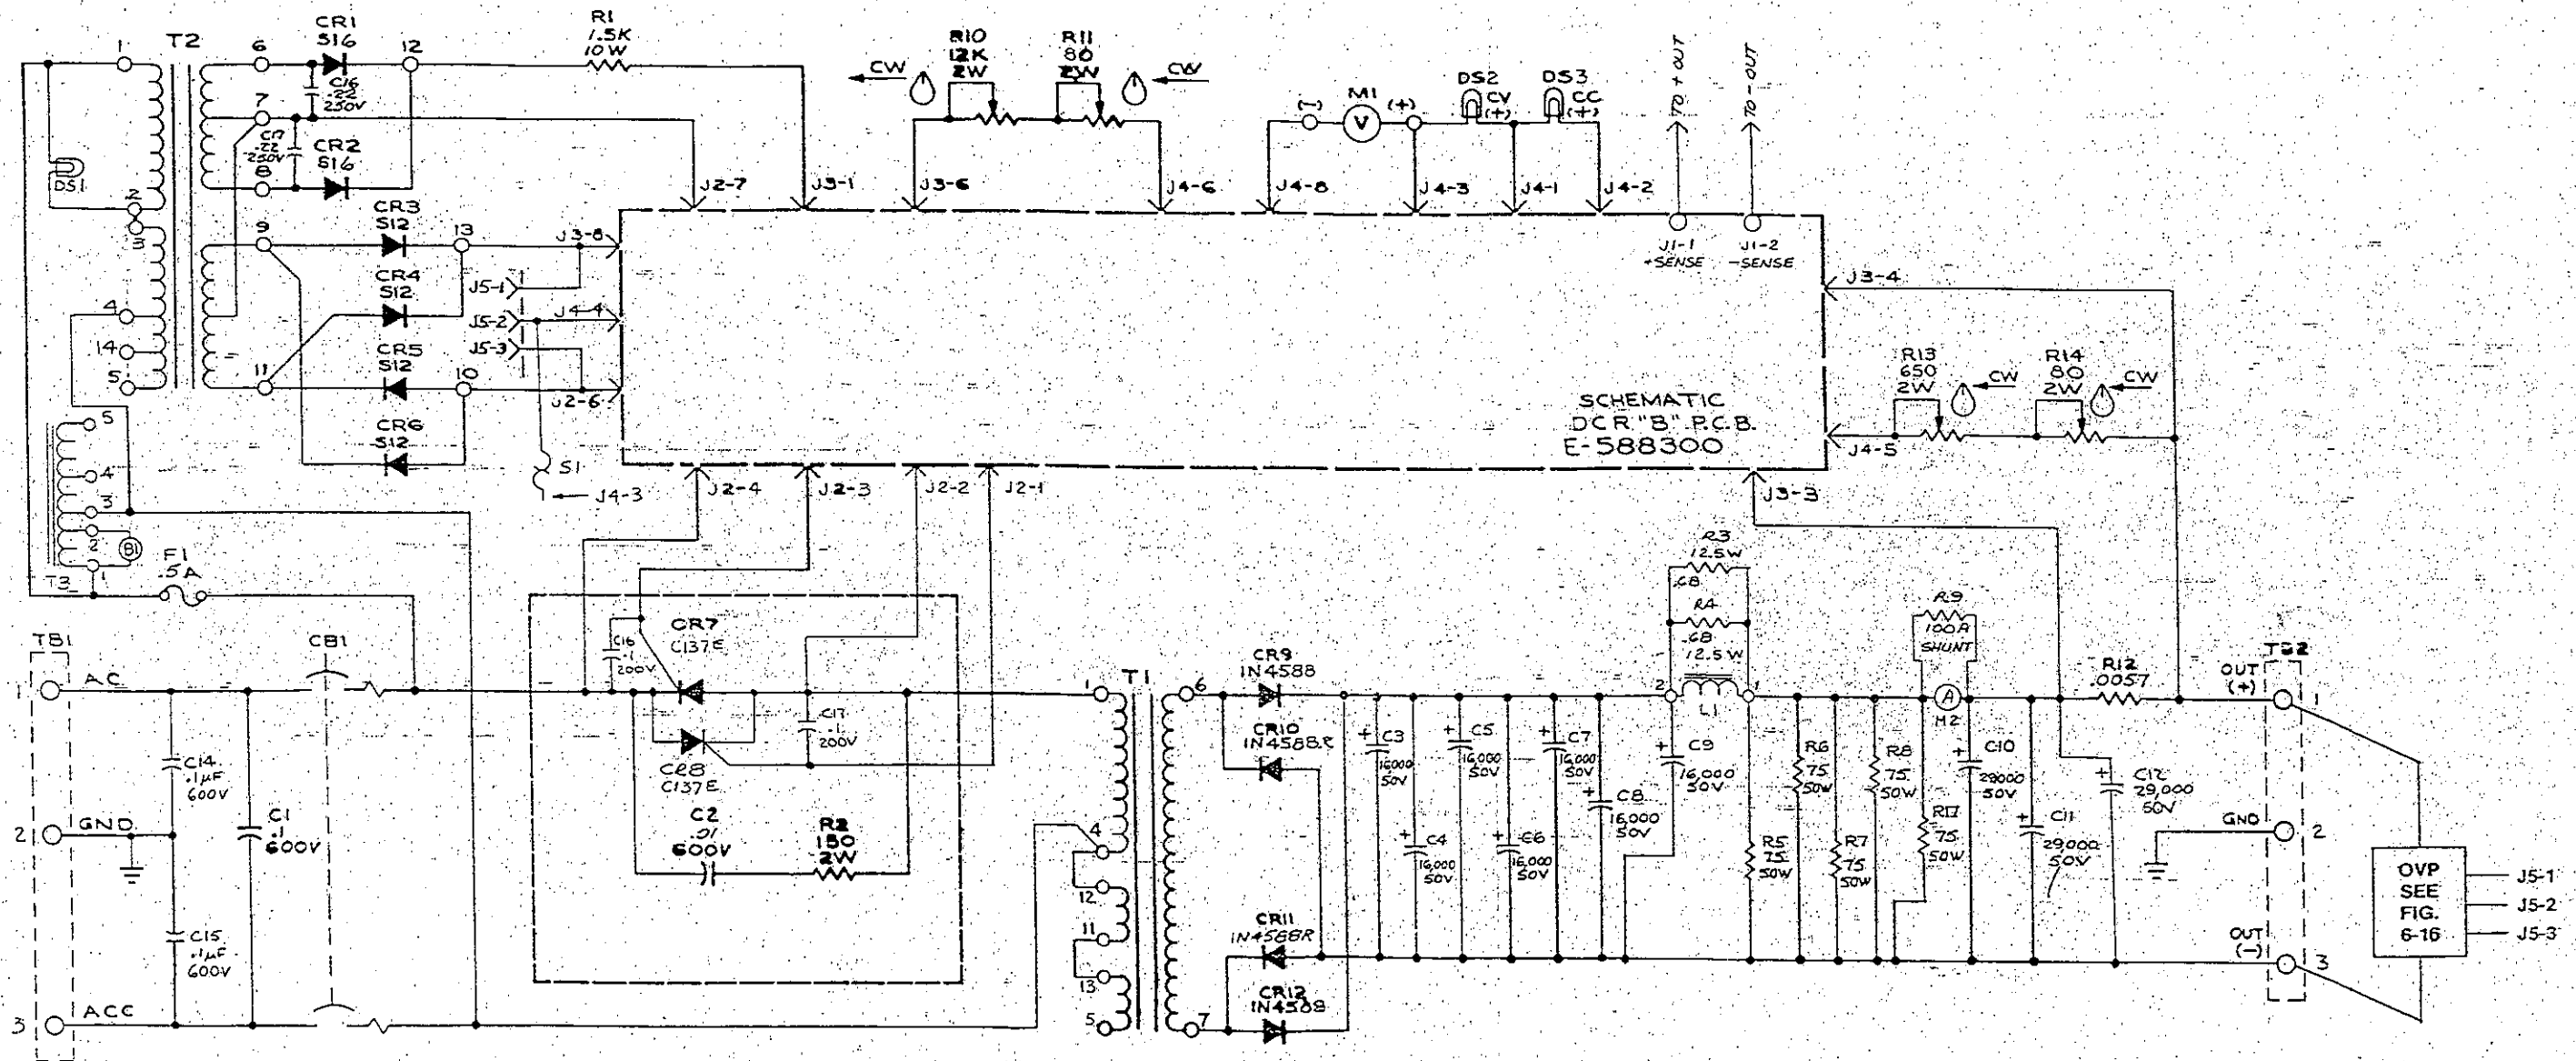 T2
1
2
3
4
14
5
6
7
8
9
11
DS1
CR1
S16
12
C16
.22
250V
C17
.22
250V
CR2
S16
CR3
S12
13
CR4
S12
CR5
S12
10
CR6
S12
R1
1.5K
10W
CW
R10
12K
2W
R11
80
2W
CW
(-)
M1
V
(+)
DS2
CV
(+)
DS3
CC
(+)
TO + OUT
TO - OUT
J2-7
J3-1
J3-6
J4-6
J4-8
J4-3
J4-1
J4-2
J1-1
+SENSE
J1-2
-SENSE
J3-8
J5-1
J5-2
J4-4
J5-3
J2-6
S1
J4-3
J2-4
J2-3
J2-2
J2-1
SCHEMATIC
DCR "B" P.C.B.
E-588300
J3-4
J4-5
J3-3
R13
650
2W
CW
R14
80
2W
CW
5
4
3
2
1
B1
T3
F1
.5A
TB1
1
AC
2
GND
3
ACC
CB1
C14
.1µF
600V
C1
.1
600V
C15
.1µF
600V
C16
.1
200V
CR7
C137E
CR8
C137E
C17
.1
200V
C2
.01
600V
R2
150
2W
T1
1
4
12
11
13
5
6
7
CR9
1N4588
CR10
1N4588R
CR11
1N4588R
CR12
1N4588
C3
16,000
50V
C4
16,000
50V
C5
16,000
50V
C6
16,000
50V
C7
16,000
50V
C8
16,000
50V
C9
16,000
50V
R3
12.5W
.68
R4
.68
12.5W
2
L1
1
R5
75
50W
R6
75
50W
R7
75
50W
R8
75
50W
R17
75
50W
R9
100A
SHUNT
A
M2
C10
29000
50V
C11
29,000
50V
C12
29,000
50V
R12
.0057
TB2
OUT
(+)
1
GND
2
OUT
(-)
3
OVP
SEE
FIG.
6-16
J5-1
J5-2
J5-3